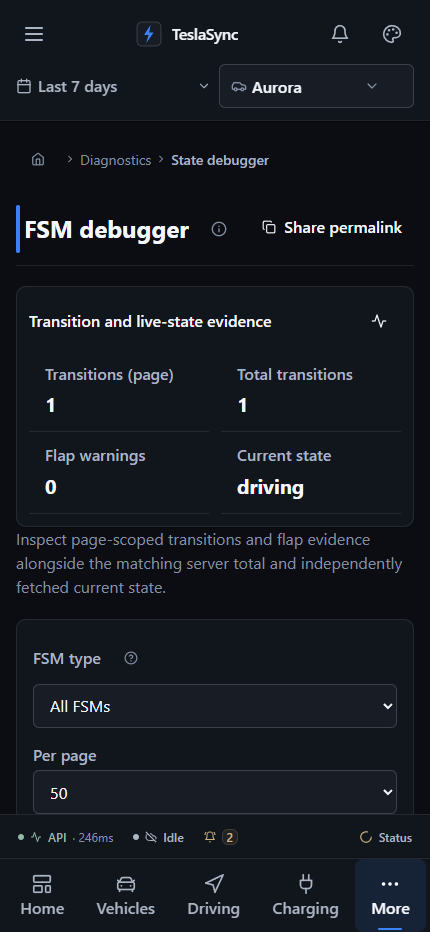 TeslaSync
Last 7 days
Aurora
Diagnostics
State debugger
FSM debugger
Share permalink
Transition and live-state evidence
Transitions (page)
Total transitions
1
1
Flap warnings
Current state
0
driving
Inspect page-scoped transitions and flap evidence
alongside the matching server total and independently
fetched current state.
FSM type
All FSMs
Per page
50
API · 246ms
Idle
2
Status
Home
Vehicles
Driving
Charging
More